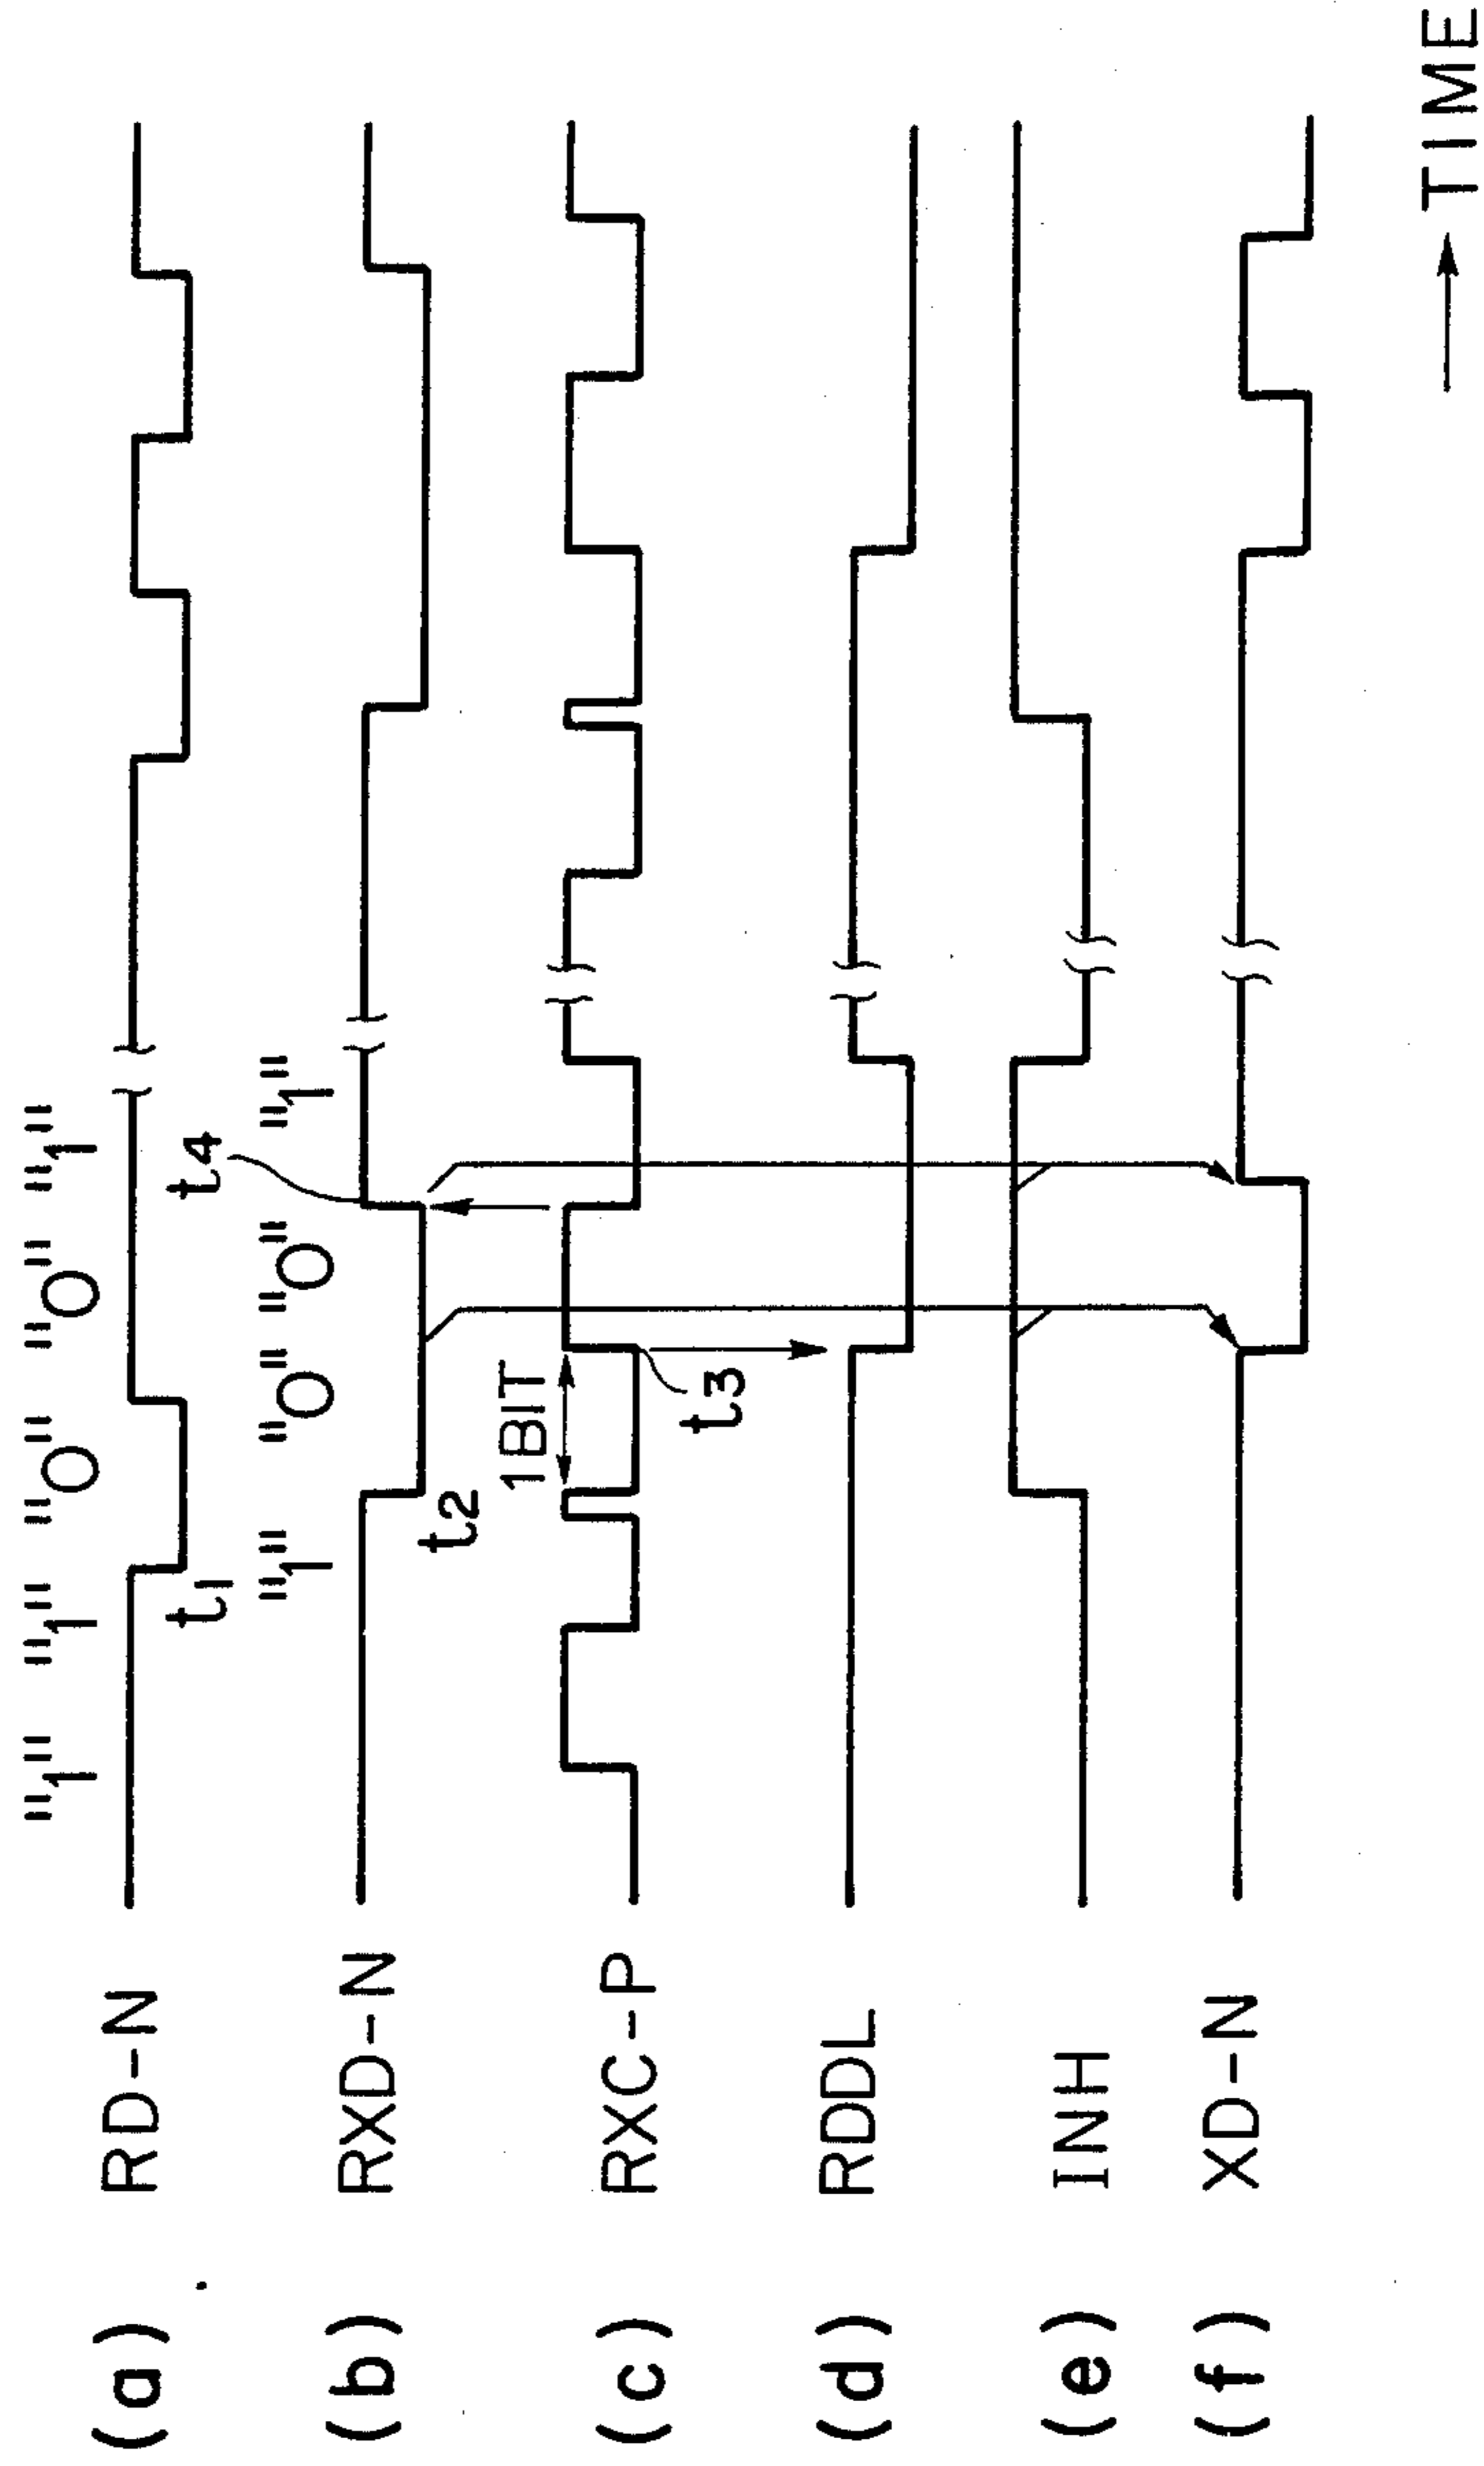 "1" "1" "0" "0" "1"
(a) RD-N
t1
t4
"1" "0" "0" "1"
(b) RXD-N
t2
1BIT
(c) RXC-P
t3
(d) RDDL
(e) INH
(f) XD-N
TIME